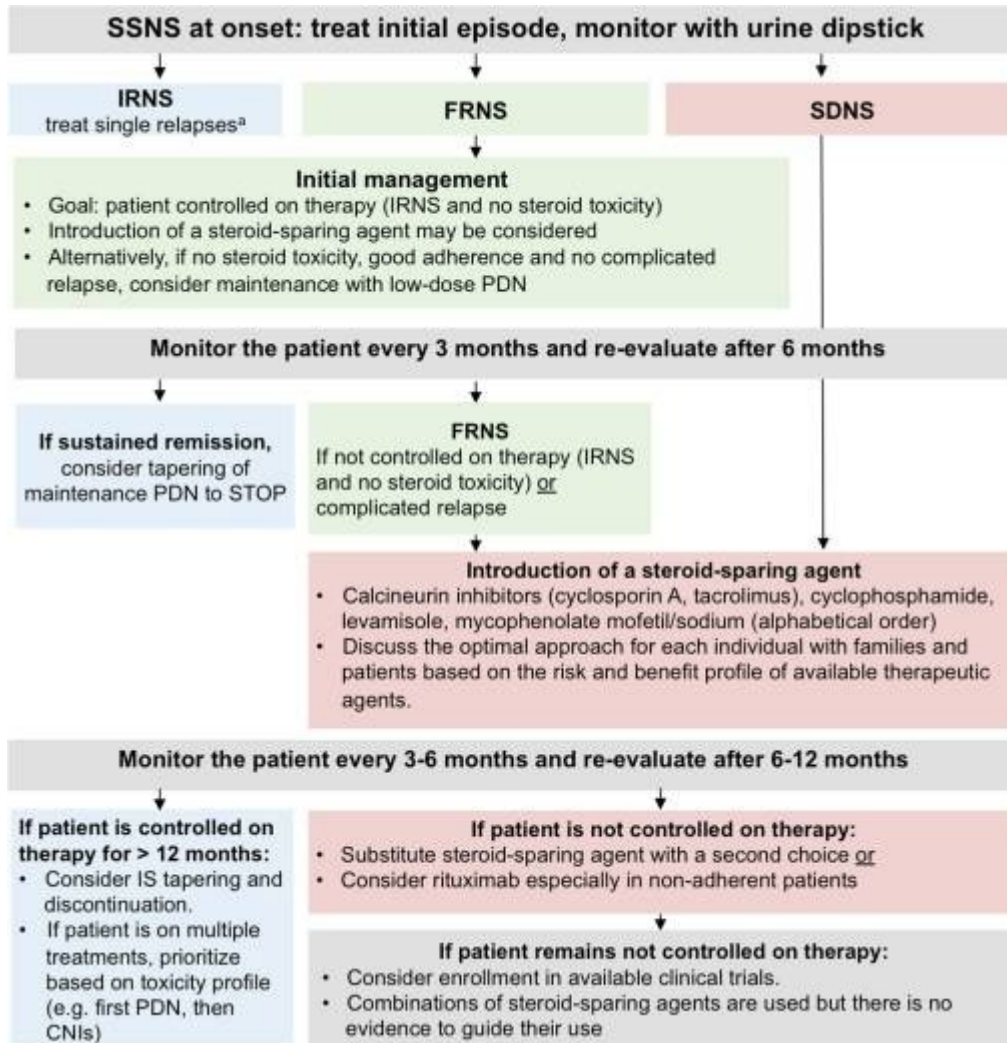 SSNS at onset: treat initial episode, monitor with urine dipstick
IRNS
treat single relapsesᵃ
FRNS
SDNS
Initial management
• Goal: patient controlled on therapy (IRNS and no steroid toxicity)
• Introduction of a steroid-sparing agent may be considered
• Alternatively, if no steroid toxicity, good adherence and no complicated
relapse, consider maintenance with low-dose PDN
Monitor the patient every 3 months and re-evaluate after 6 months
If sustained remission,
consider tapering of
maintenance PDN to STOP
FRNS
If not controlled on therapy (IRNS
and no steroid toxicity) or
complicated relapse
Introduction of a steroid-sparing agent
• Calcineurin inhibitors (cyclosporin A, tacrolimus), cyclophosphamide,
levamisole, mycophenolate mofetil/sodium (alphabetical order)
• Discuss the optimal approach for each individual with families and
patients based on the risk and benefit profile of available therapeutic
agents.
Monitor the patient every 3-6 months and re-evaluate after 6-12 months
If patient is controlled on
therapy for > 12 months:
• Consider IS tapering and
discontinuation.
• If patient is on multiple
treatments, prioritize
based on toxicity profile
(e.g. first PDN, then
CNIs)
If patient is not controlled on therapy:
• Substitute steroid-sparing agent with a second choice or
• Consider rituximab especially in non-adherent patients
If patient remains not controlled on therapy:
• Consider enrollment in available clinical trials.
• Combinations of steroid-sparing agents are used but there is no
evidence to guide their use